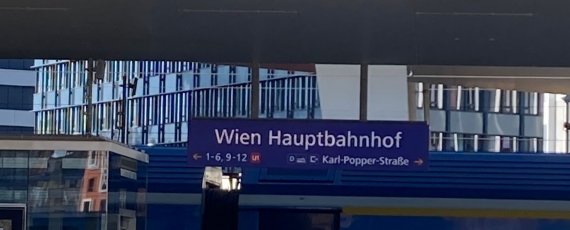 Wien Hauptbahnhof
← 1-6, 9-12 U1 D Karl-Popper-Straße →